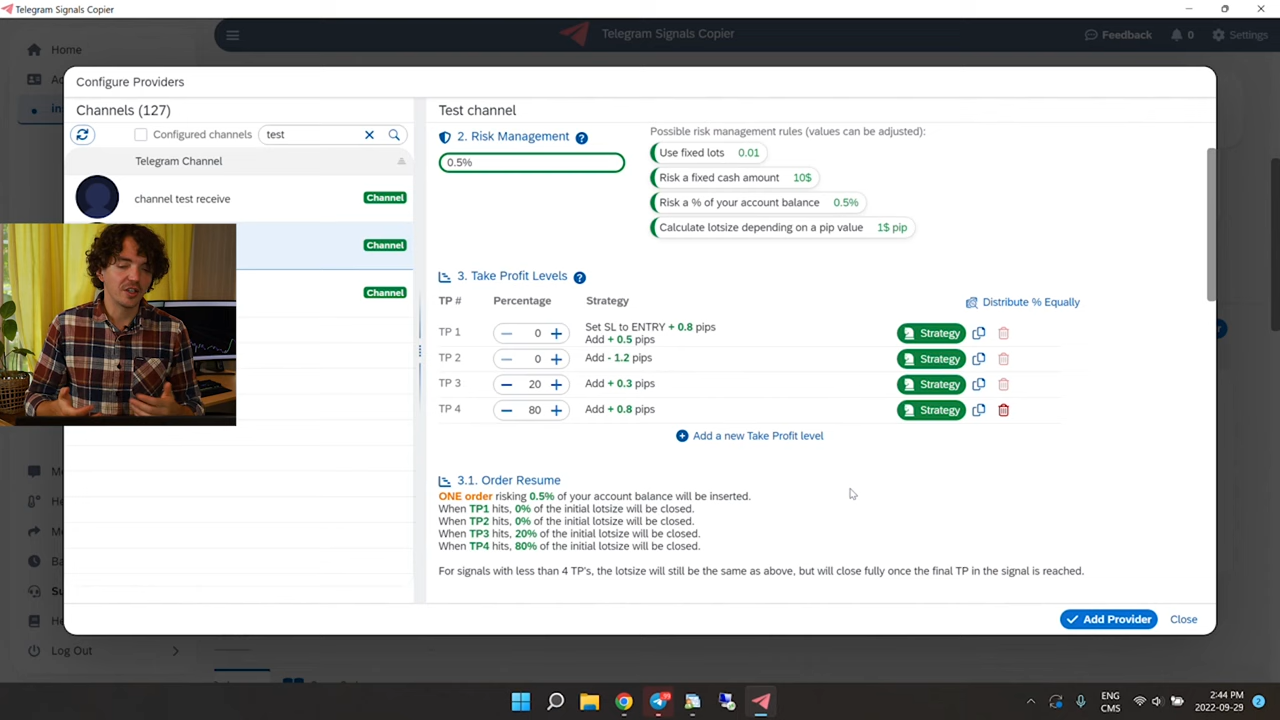 Telegram Signals Copier
Home
Telegram Signals Copier
Feedback
0
Settings
Configure Providers
Channels (127)
Configured channels
test
Telegram Channel
channel test receive
Channel
Channel
Channel
Test channel
2. Risk Management
0.5%
Possible risk management rules (values can be adjusted):
Use fixed lots 0.01
Risk a fixed cash amount 10$
Risk a % of your account balance 0.5%
Calculate lotsize depending on a pip value 1$ pip
3. Take Profit Levels
TP # Percentage Strategy
Distribute % Equally
TP 1 0 Set SL to ENTRY + 0.8 pips
Add + 0.5 pips
Strategy
TP 2 0 Add - 1.2 pips Strategy
TP 3 20 Add + 0.3 pips Strategy
TP 4 80 Add + 0.8 pips Strategy
Add a new Take Profit level
3.1. Order Resume
ONE order risking 0.5% of your account balance will be inserted.
When TP1 hits, 0% of the initial lotsize will be closed.
When TP2 hits, 0% of the initial lotsize will be closed.
When TP3 hits, 20% of the initial lotsize will be closed.
When TP4 hits, 80% of the initial lotsize will be closed.
For signals with less than 4 TP's, the lotsize will still be the same as above, but will close fully once the final TP in the signal is reached.
Add Provider
Close
Log Out
ENG
CMS
2:44 PM
2022-09-29
2